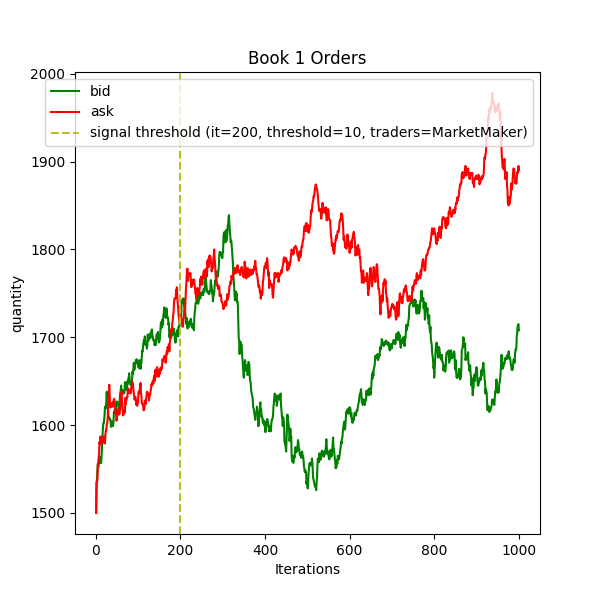 Book 1 Orders
2000
bid
ask
signal threshold (it=200, threshold=10, traders=MarketMaker)
1900
1800
quantity
1700
1600
1500
0 200 400 600 800 1000
Iterations